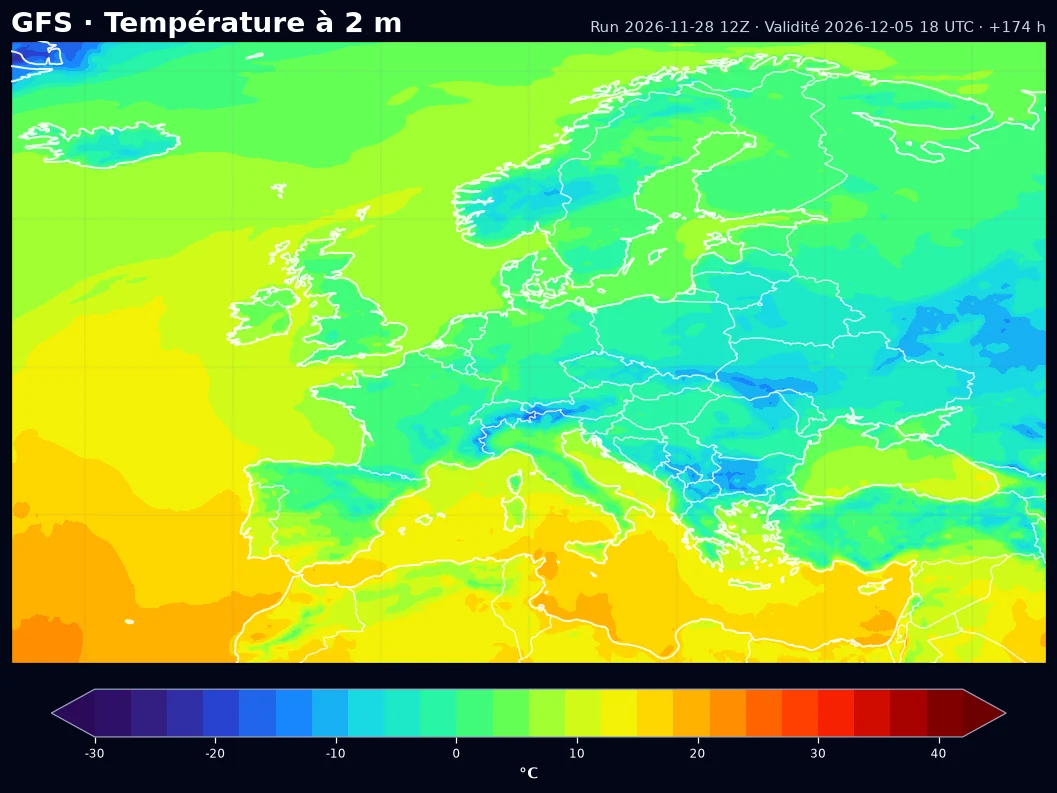 GFS · Température à 2 m
Run 2026-11-28 12Z · Validité 2026-12-05 18 UTC · +174 h
-30 -20 -10 0 10 20 30 40
°C